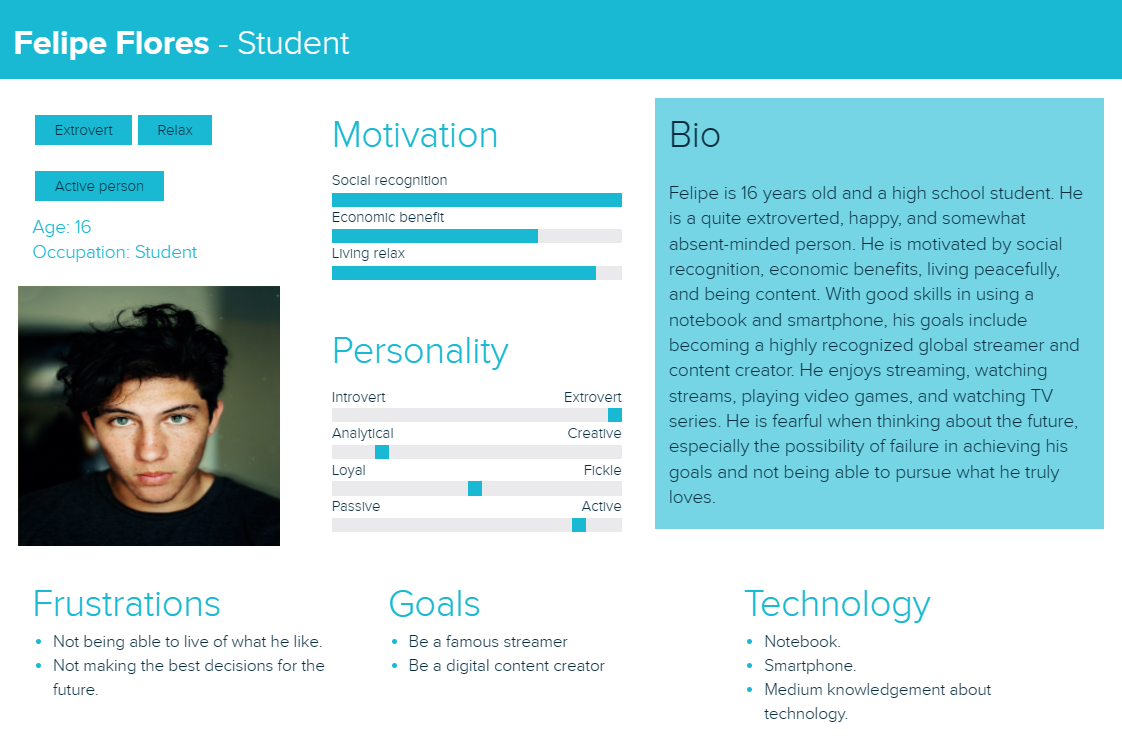 Felipe Flores - Student
Extrovert Relax
Active person
Age: 16
Occupation: Student
Motivation
Social recognition
Economic benefit
Living relax
Personality
Introvert Extrovert
Analytical Creative
Loyal Fickle
Passive Active
Bio
Felipe is 16 years old and a high school student. He
is a quite extroverted, happy, and somewhat
absent-minded person. He is motivated by social
recognition, economic benefits, living peacefully,
and being content. With good skills in using a
notebook and smartphone, his goals include
becoming a highly recognized global streamer and
content creator. He enjoys streaming, watching
streams, playing video games, and watching TV
series. He is fearful when thinking about the future,
especially the possibility of failure in achieving his
goals and not being able to pursue what he truly
loves.
Frustrations
• Not being able to live of what he like.
• Not making the best decisions for the
future.
Goals
• Be a famous streamer
• Be a digital content creator
Technology
• Notebook.
• Smartphone.
• Medium knowledgement about
technology.